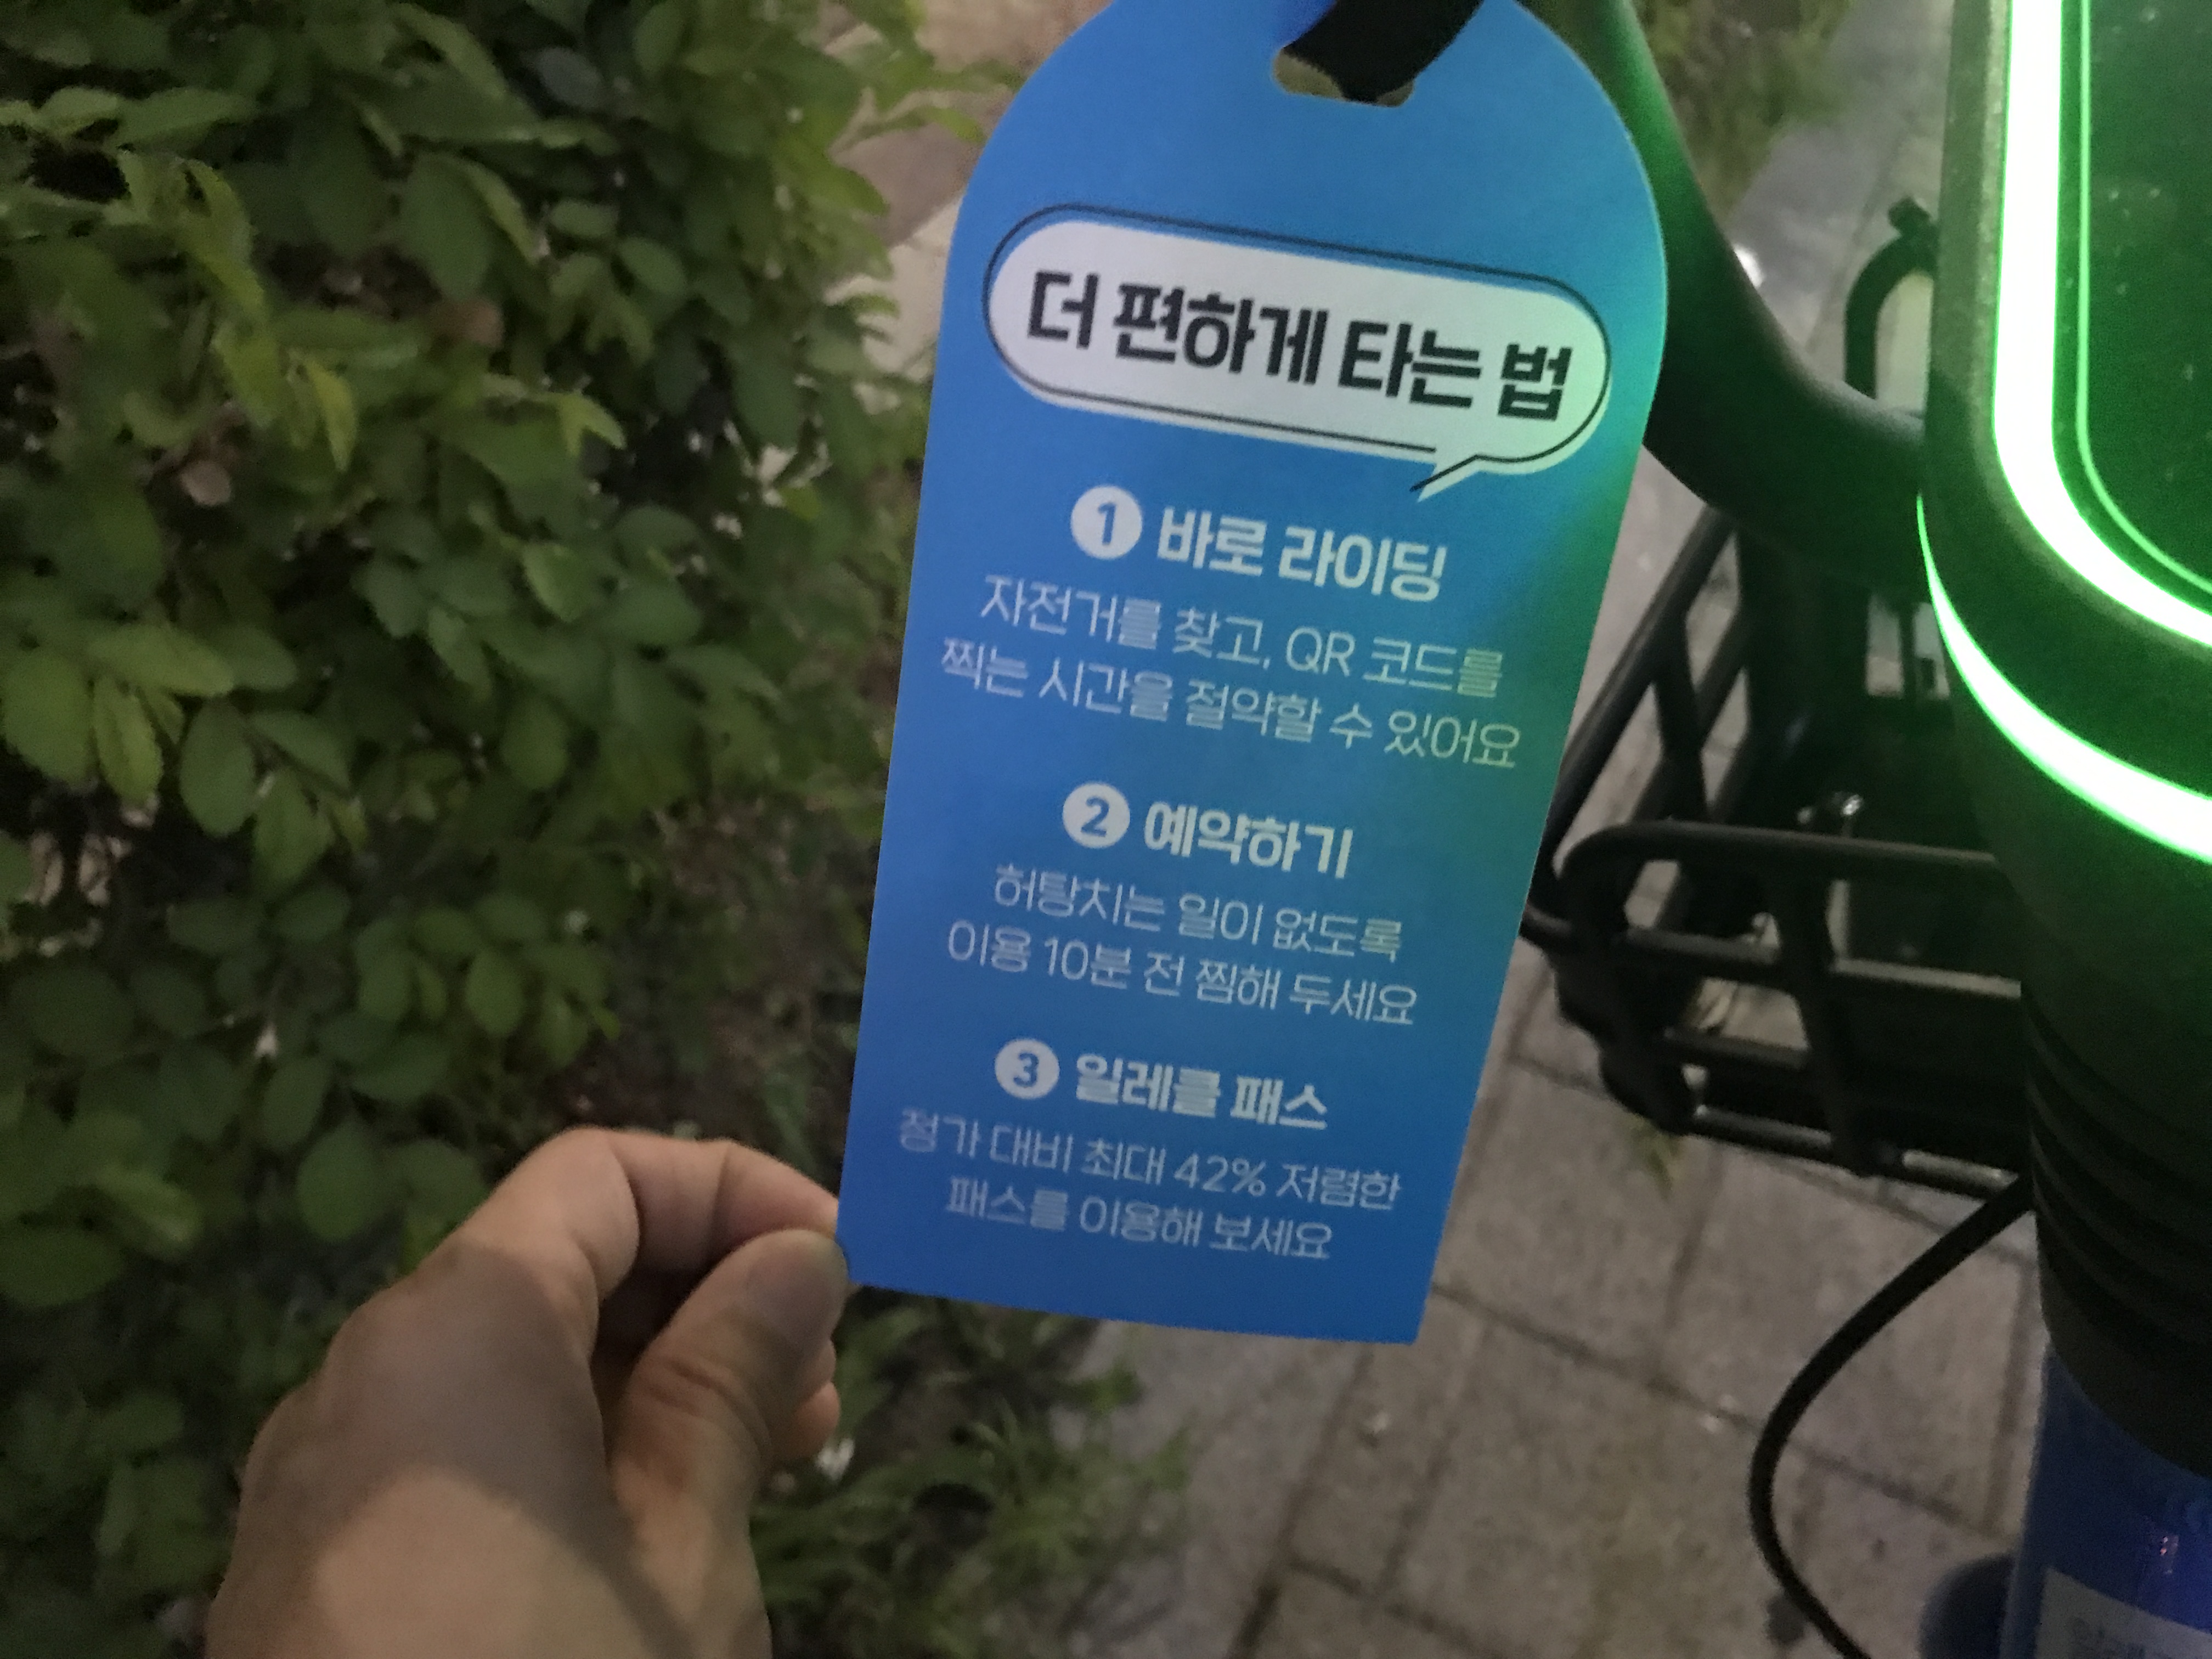 더 편하게 타는 법
1 바로 라이딩
자전거를 찾고, QR 코드를
찍는 시간을 절약할 수 있어요
2 예약하기
허탕치는 일이 없도록
이용 10분 전 찜해 두세요
3 일레클 패스
정가 대비 최대 42% 저렴한
패스를 이용해 보세요